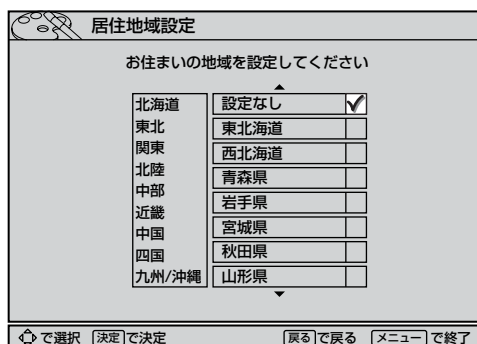 居住地域設定
お住まいの地域を設定してください
北海道
東北
関東
北陸
中部
近畿
中国
四国
九州/沖縄
設定なし
東北海道
西北海道
青森県
岩手県
宮城県
秋田県
山形県
で選択 決定 で決定 戻る で戻る メニュー で終了